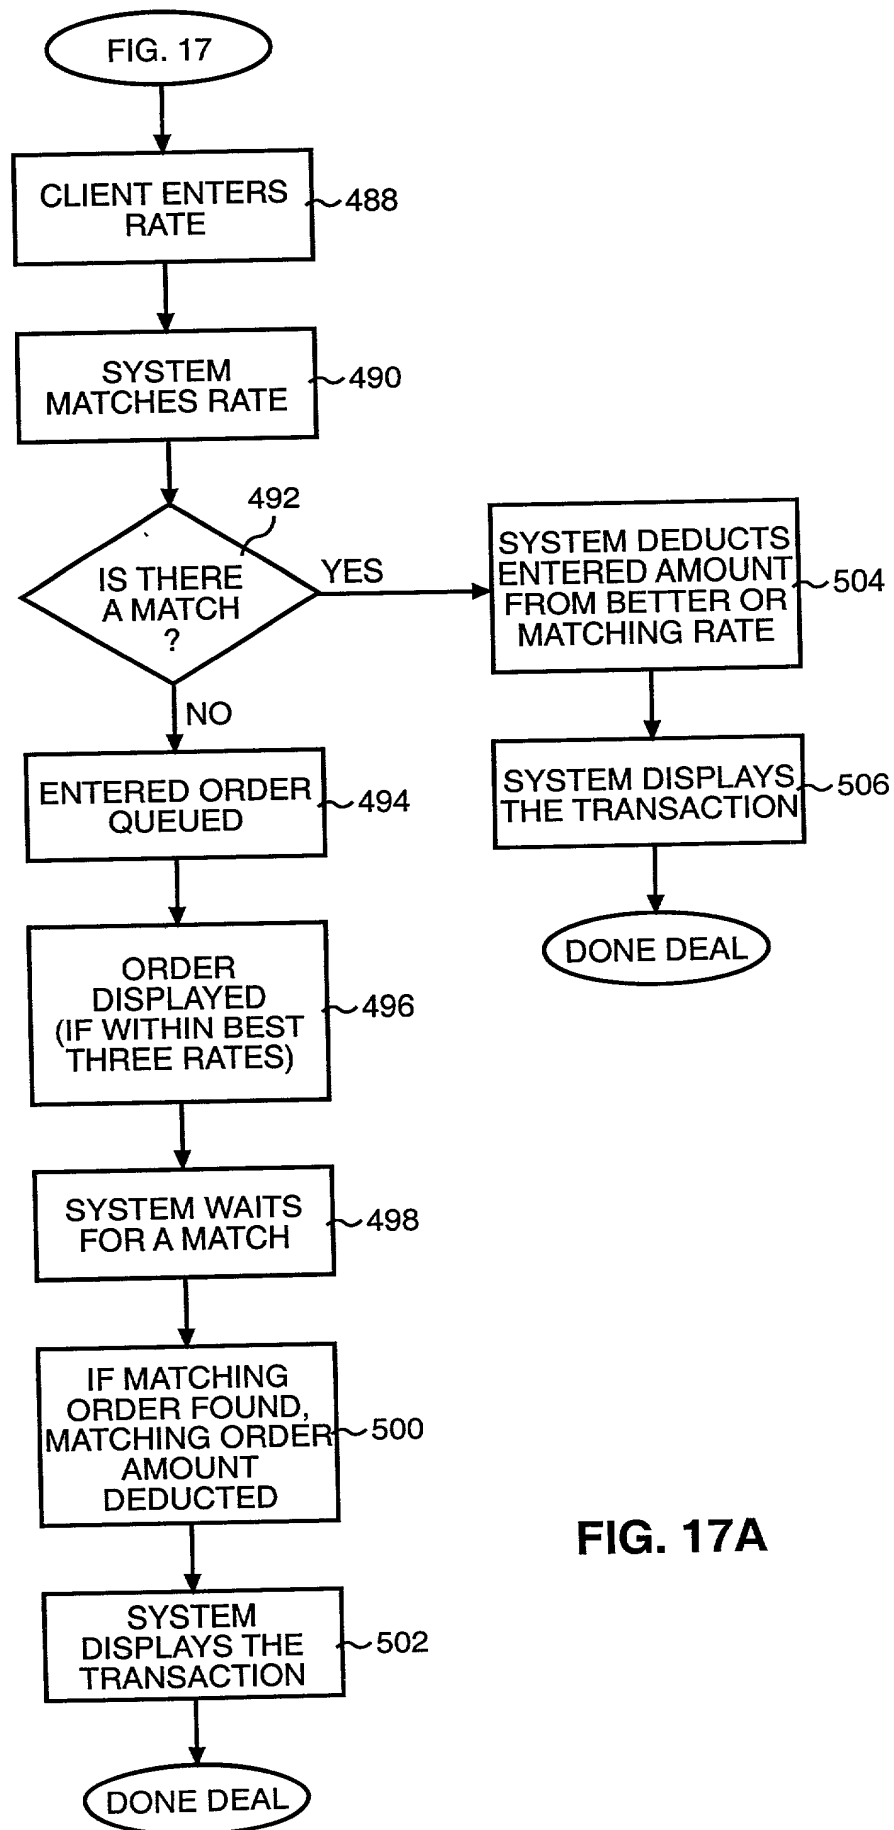 FIG. 17
CLIENT ENTERS
RATE
488
SYSTEM
MATCHES RATE
490
492
IS THERE
A MATCH
?
YES
NO
SYSTEM DEDUCTS
ENTERED AMOUNT
FROM BETTER OR
MATCHING RATE
504
SYSTEM DISPLAYS
THE TRANSACTION
506
DONE DEAL
ENTERED ORDER
QUEUED
494
ORDER
DISPLAYED
(IF WITHIN BEST
THREE RATES)
496
SYSTEM WAITS
FOR A MATCH
498
IF MATCHING
ORDER FOUND,
MATCHING ORDER
AMOUNT
DEDUCTED
500
SYSTEM
DISPLAYS THE
TRANSACTION
502
DONE DEAL
FIG. 17A